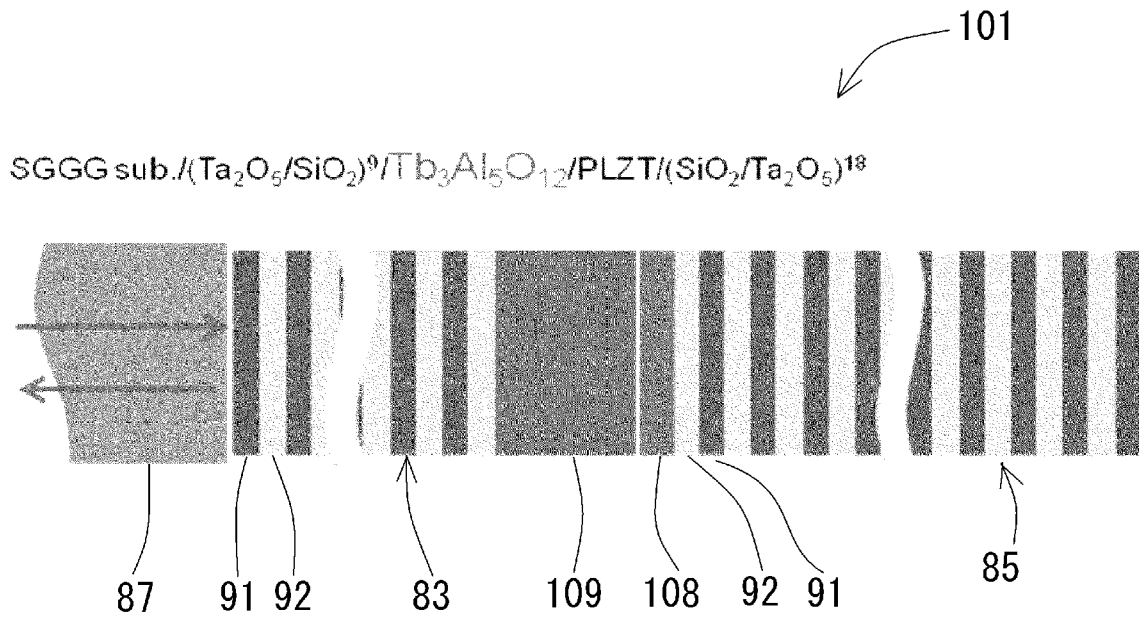 101
SGGG sub./(Ta₂O₅/SiO₂)⁹/Tb₃Al₅O₁₂/PLZT/(SiO₂/Ta₂O₅)¹⁸
87 91 92 83 109 108 92 91 85